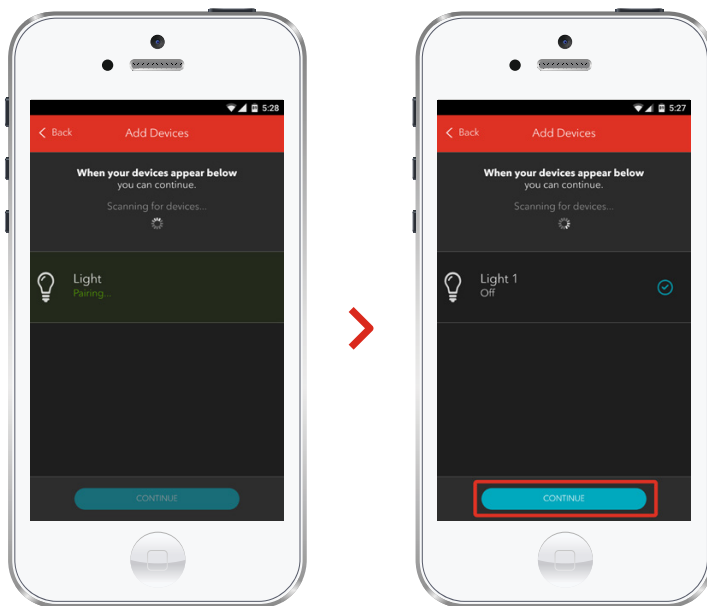 5:28
Back
Add Devices
When your devices appear below
you can continue.
Scanning for devices...
Light
Pairing...
CONTINUE
5:27
Back
Add Devices
When your devices appear below
you can continue.
Scanning for devices...
Light 1
Off
CONTINUE